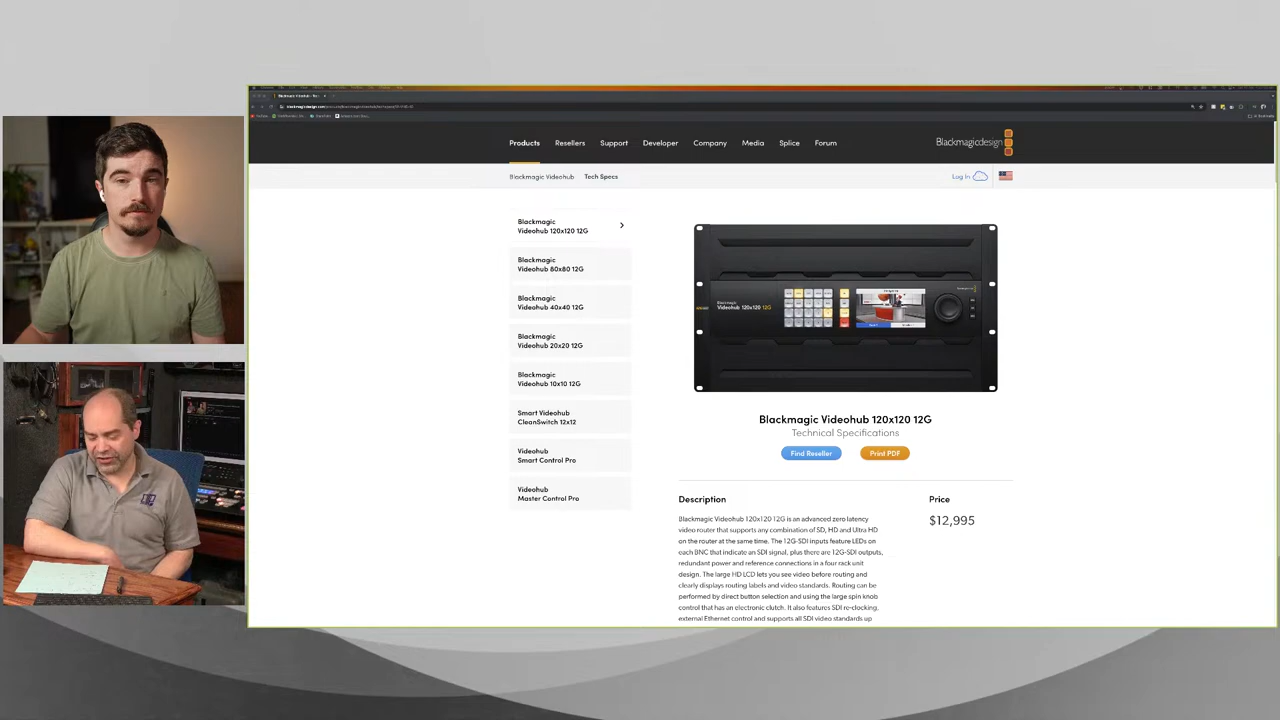 Products
Resellers
Support
Developer
Company
Media
Splice
Forum
Blackmagicdesign
Blackmagic Videohub
Tech Specs
Log In
Blackmagic
Videohub 120x120 12G
Blackmagic
Videohub 80x80 12G
Blackmagic
Videohub 40x40 12G
Blackmagic
Videohub 20x20 12G
Blackmagic
Videohub 10x10 12G
Smart Videohub
CleanSwitch 12x12
Videohub
Smart Control Pro
Videohub
Master Control Pro
Blackmagic
Videohub 120x120 12G
Blackmagic Videohub 120x120 12G
Technical Specifications
Find Reseller
Print PDF
Description
Blackmagic Videohub 120x120 12G is an advanced zero latency
video router that supports any combination of SD, HD and Ultra HD
on the router at the same time. The 12G-SDI inputs feature LEDs on
each BNC that indicate an SDI signal, plus there are 12G-SDI outputs,
redundant power and reference connections in a four rack unit
design. The large HD LCD lets you see video before routing and
clearly displays routing labels and video standards. Routing can be
performed by direct button selection and using the large spin knob
control that has an electronic clutch. It also features SDI re-clocking,
external Ethernet control and supports all SDI video standards up
Price
$12,995